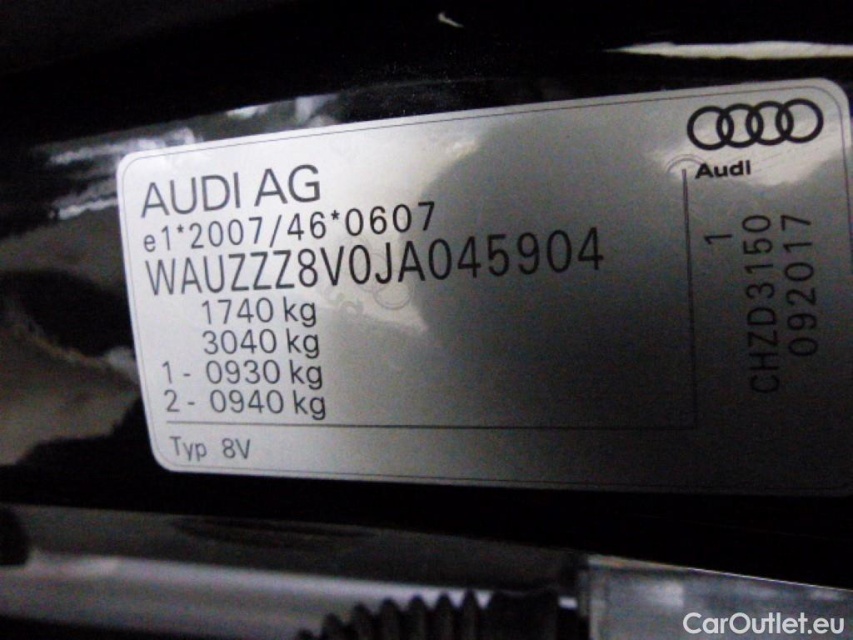 AUDI AG
e1*2007/46*0607
WAUZZZ8V0JA045904
1740 kg
3040 kg
1 - 0930 kg
2 - 0940 kg
Typ 8V
Audi
1
CHZD3150
092017
CarOutlet.eu